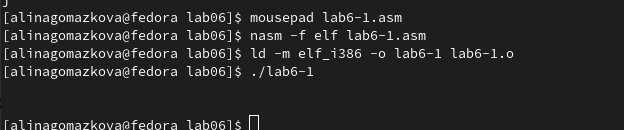 [alinagomazkova@fedora lab06]$ mousepad lab6-1.asm
[alinagomazkova@fedora lab06]$ nasm -f elf lab6-1.asm
[alinagomazkova@fedora lab06]$ ld -m elf_i386 -o lab6-1 lab6-1.o
[alinagomazkova@fedora lab06]$ ./lab6-1
[alinagomazkova@fedora lab06]$